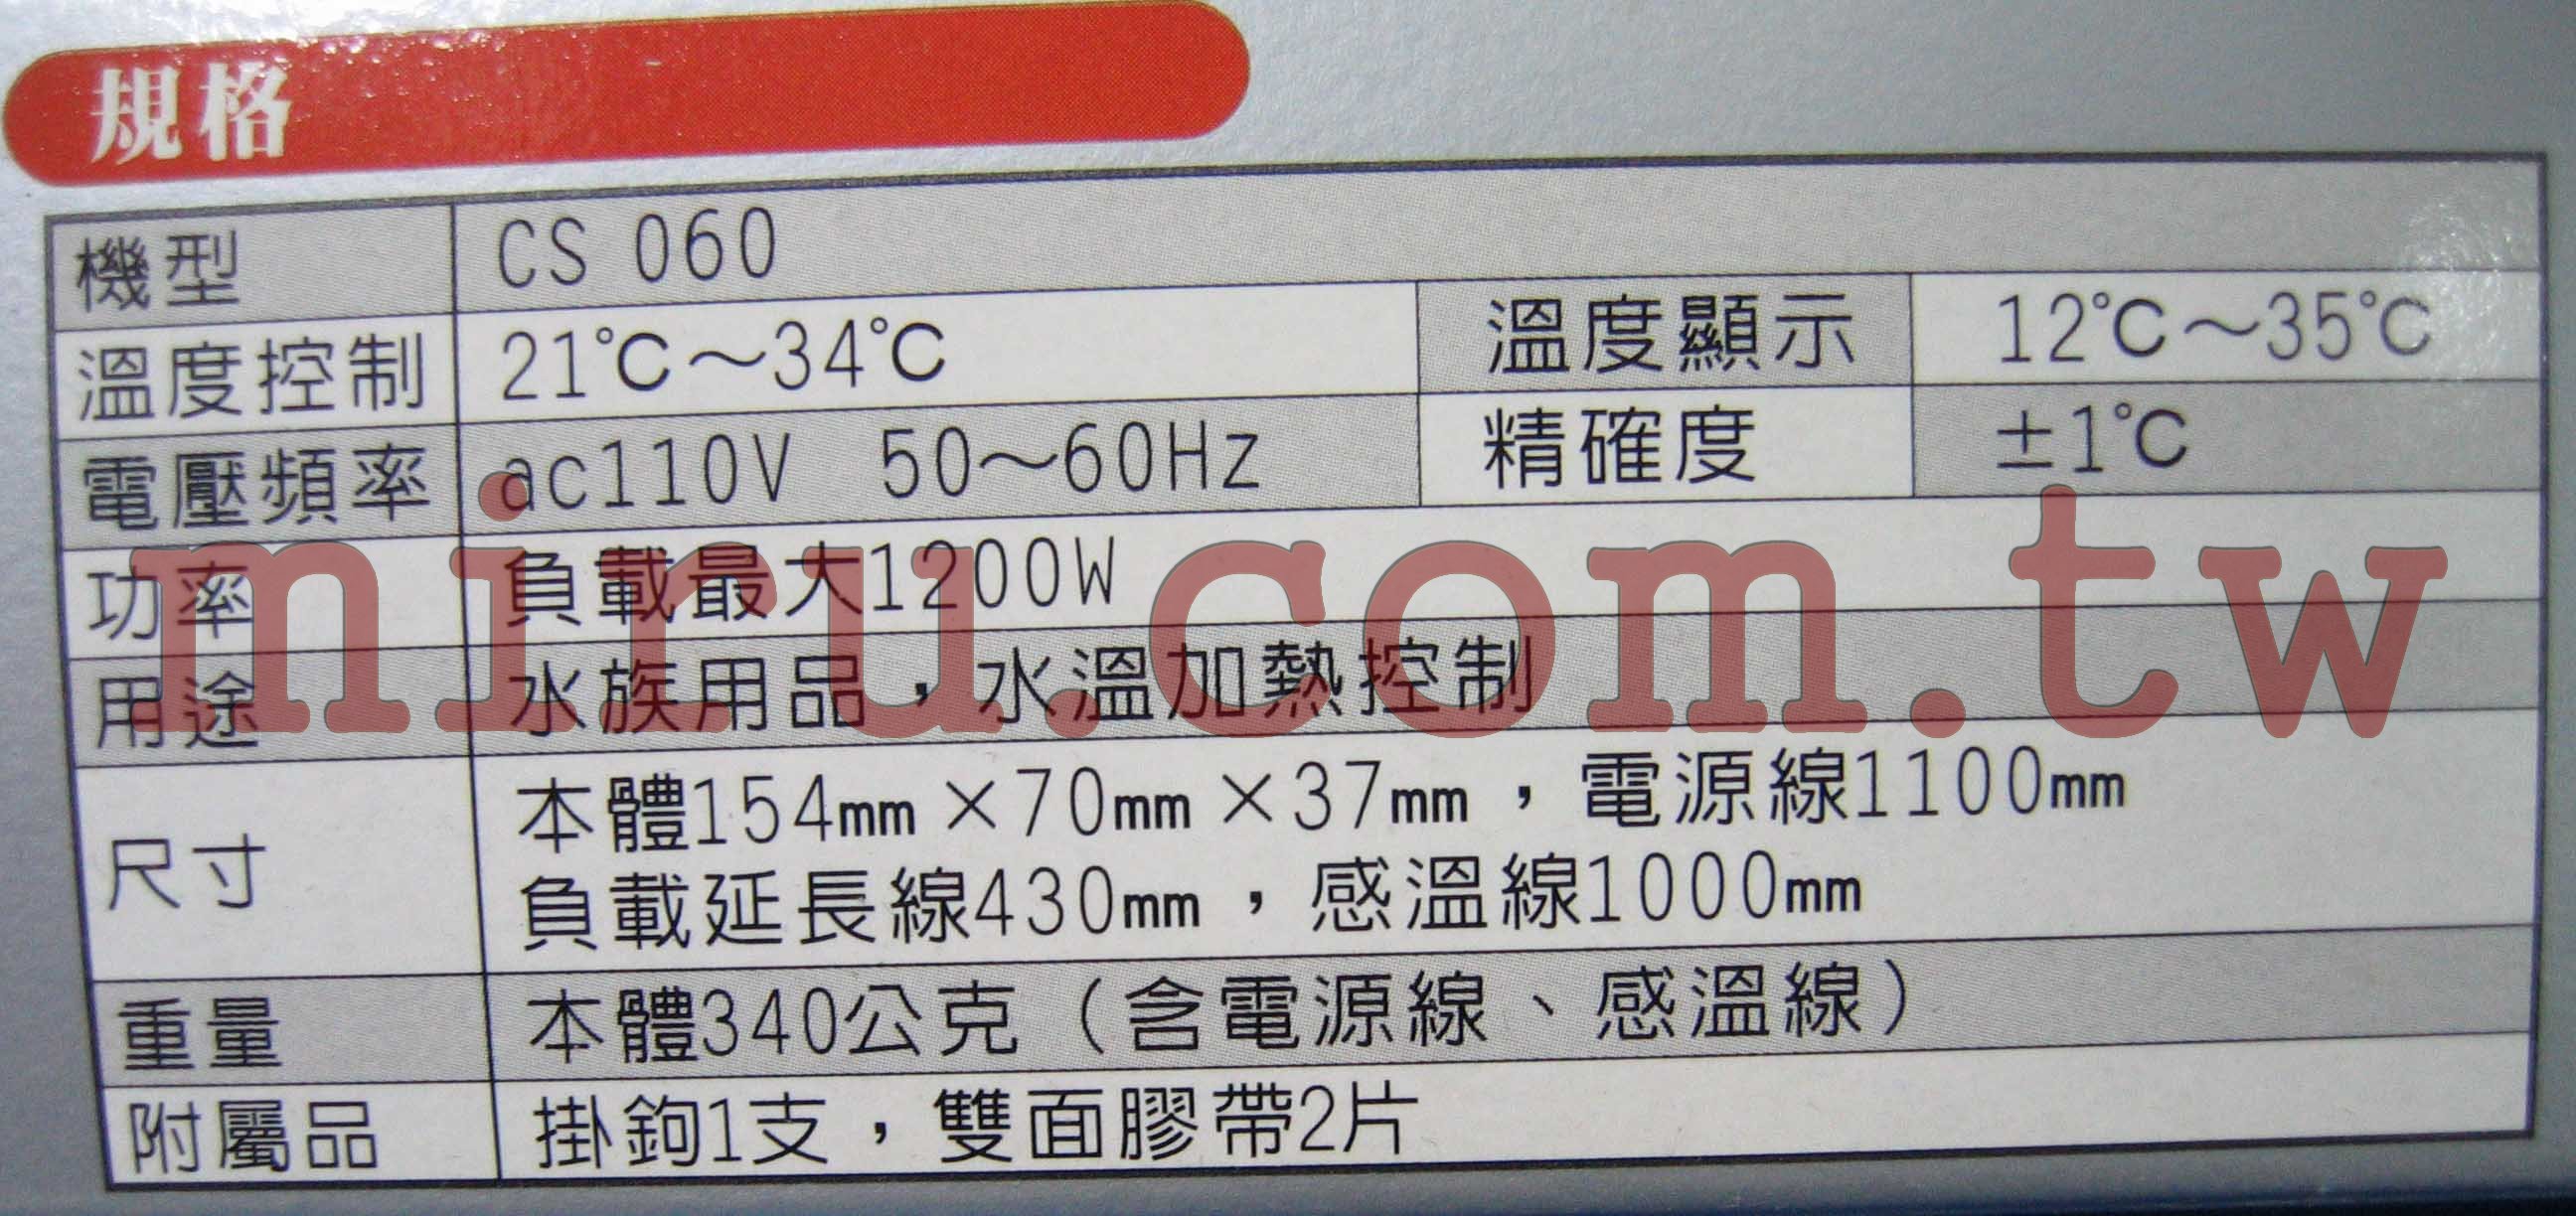 規格
機型 CS 060
溫度控制 21℃～34℃ 溫度顯示 12℃～35℃
電壓頻率 ac110V 50～60Hz 精確度 ±1℃
功率 負載最大1200W
用途 水族用品，水溫加熱控制
miru.com.tw
尺寸 本體154mm×70mm×37mm，電源線1100mm
負載延長線430mm，感溫線1000mm
重量 本體340公克（含電源線、感溫線）
附屬品 掛鉤1支，雙面膠帶2片